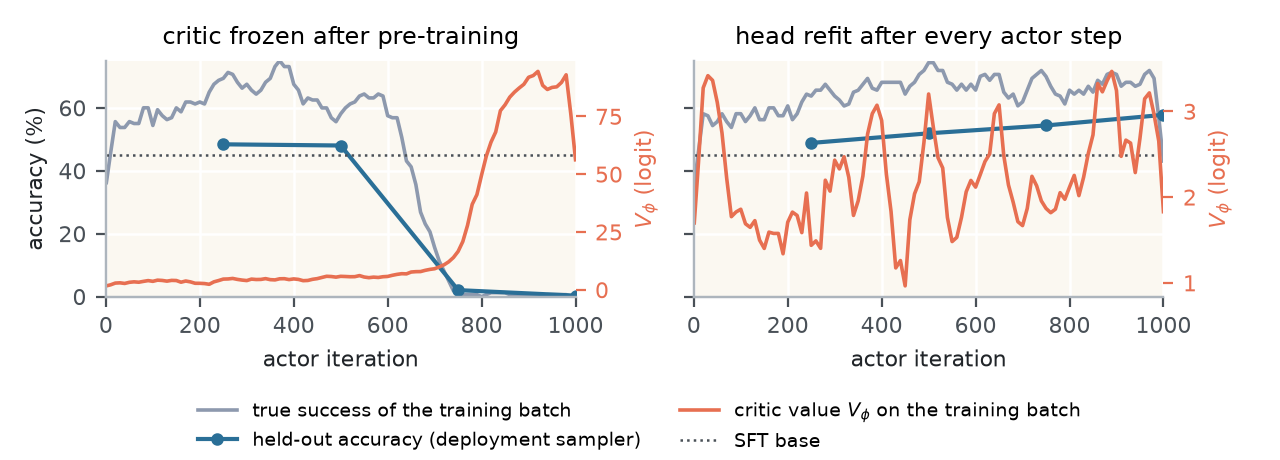 critic frozen after pre-training
head refit after every actor step
accuracy (%)
60
40
20
0
75
50
25
0
V_ϕ (logit)
3
2
1
V_ϕ (logit)
0 200 400 600 800 1000
0 200 400 600 800 1000
actor iteration
actor iteration
true success of the training batch
critic value V_ϕ on the training batch
held-out accuracy (deployment sampler)
SFT base